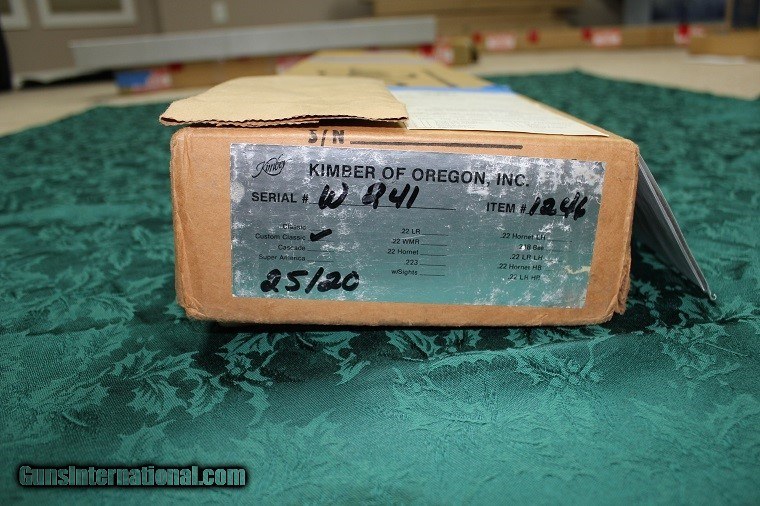 S/N
Kimber KIMBER OF OREGON, INC.
SERIAL # W 841 ITEM # 1246
Classic .22 LR .22 Hornet LH
Custom Classic ✓ .22 WMR .218 Bee
Cascade .22 Hornet .22 LR LH
Super America .223 .22 Hornet HB
w/Sights .22 LR HB
25/20
GunsInternational.com